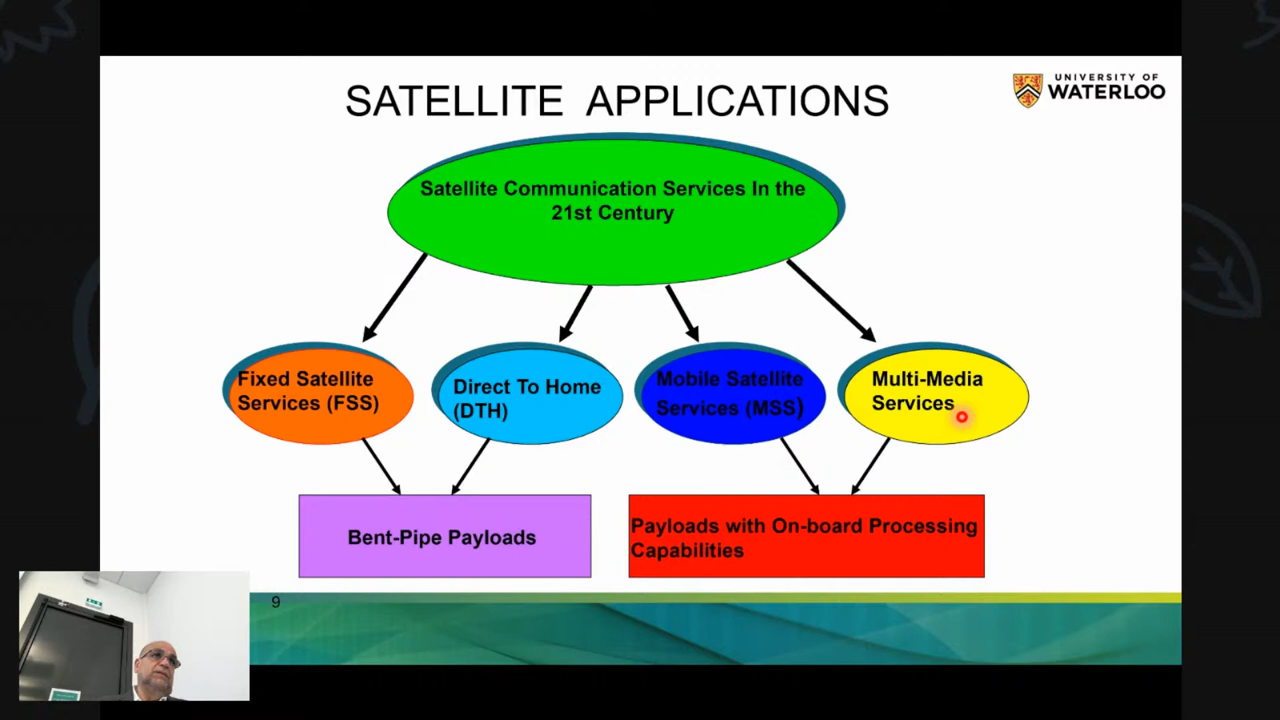 SATELLITE APPLICATIONS
UNIVERSITY OF
WATERLOO
Satellite Communication Services In the
21st Century
Fixed Satellite
Services (FSS)
Direct To Home
(DTH)
Mobile Satellite
Services (MSS)
Multi-Media
Services
Bent-Pipe Payloads
Payloads with On-board Processing
Capabilities
9